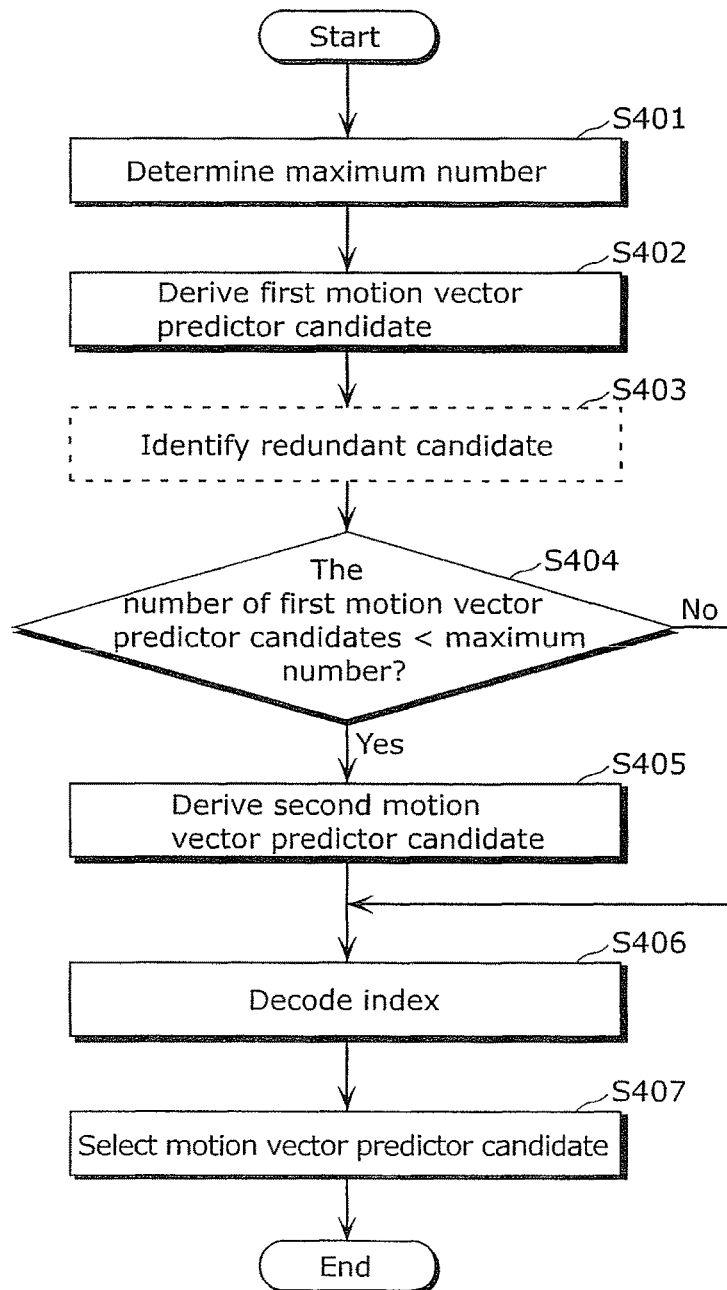 Start
S401
Determine maximum number
S402
Derive first motion vector
predictor candidate
S403
Identify redundant candidate
S404
The
number of first motion vector
predictor candidates < maximum
number?
No
Yes
S405
Derive second motion
vector predictor candidate
S406
Decode index
S407
Select motion vector predictor candidate
End